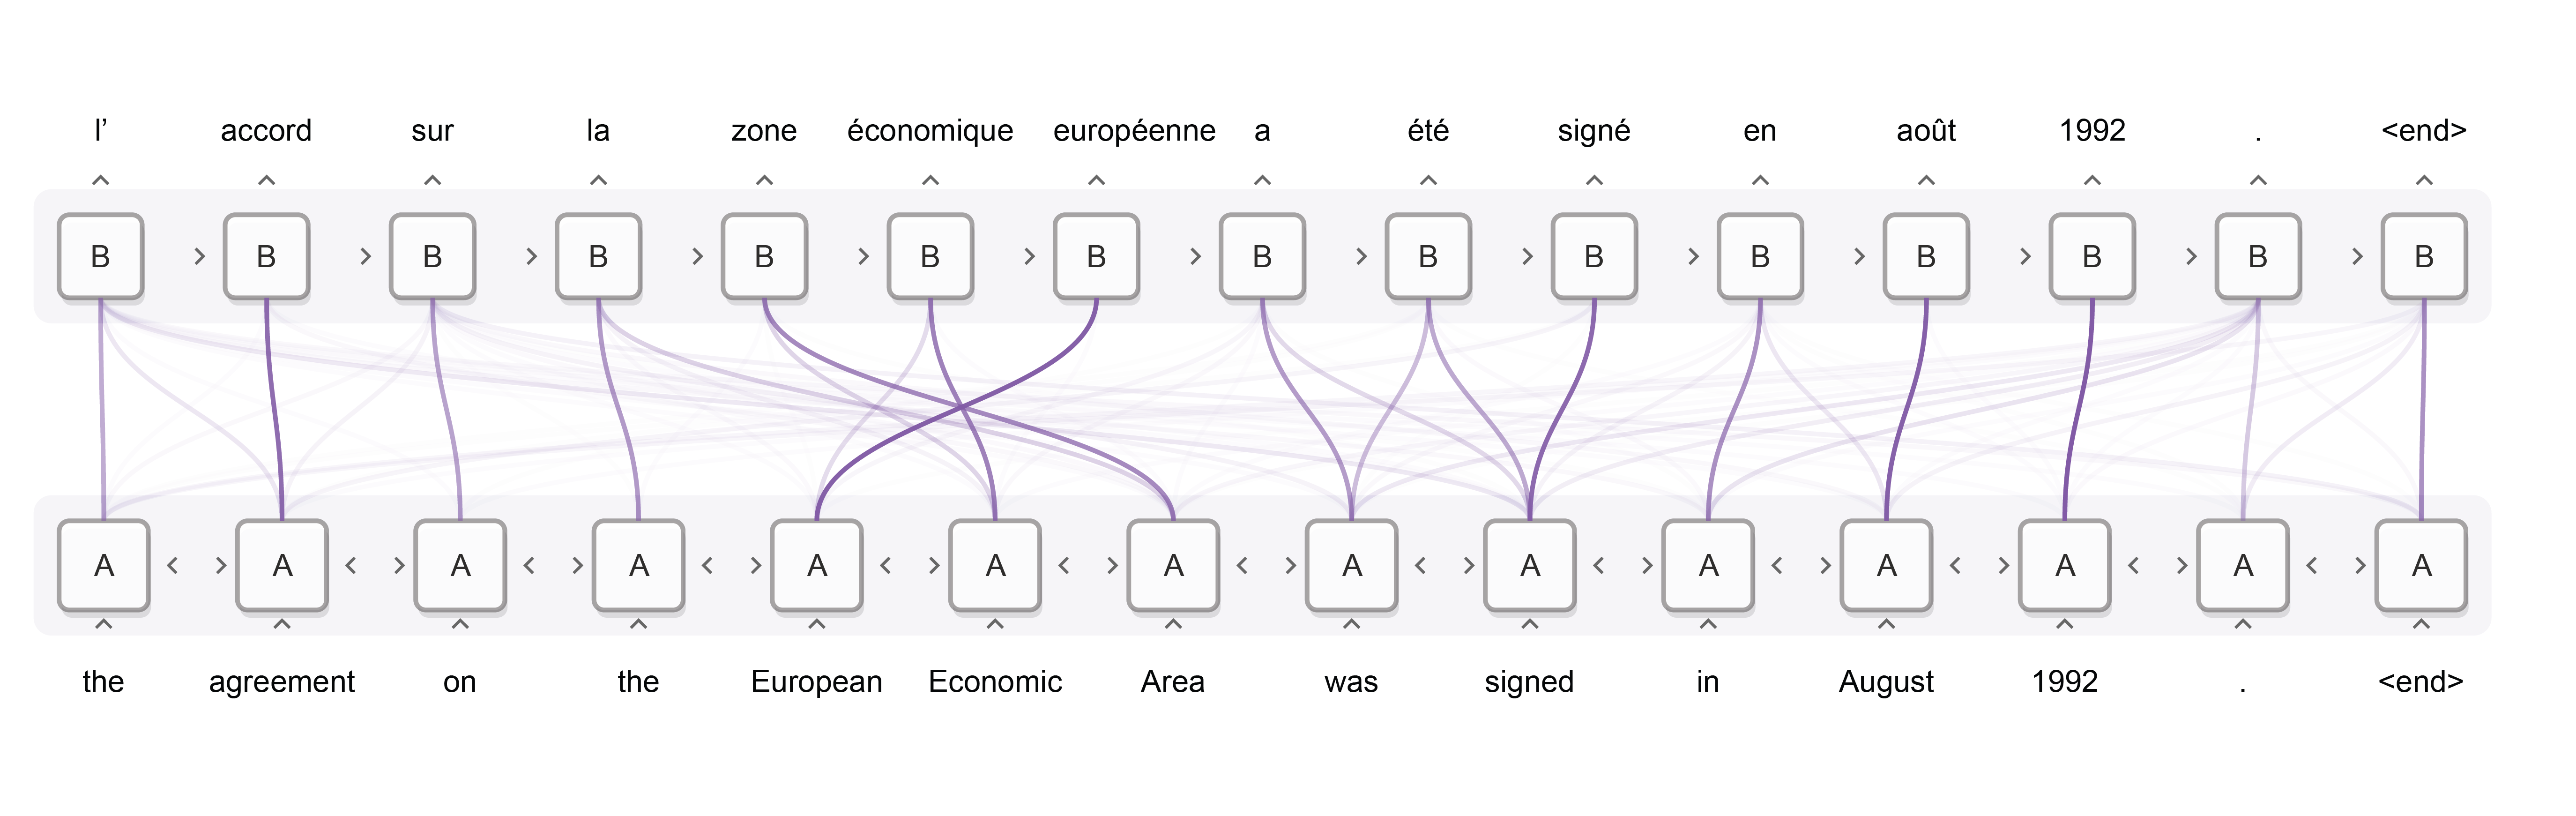 l’ accord sur la zone économique européenne a été signé en août 1992 . <end>
B > B > B > B > B > B > B > B > B > B > B > B > B > B > B
A < > A < > A < > A < > A < > A < > A < > A < > A < > A < > A < > A < > A < > A
the agreement on the European Economic Area was signed in August 1992 . <end>